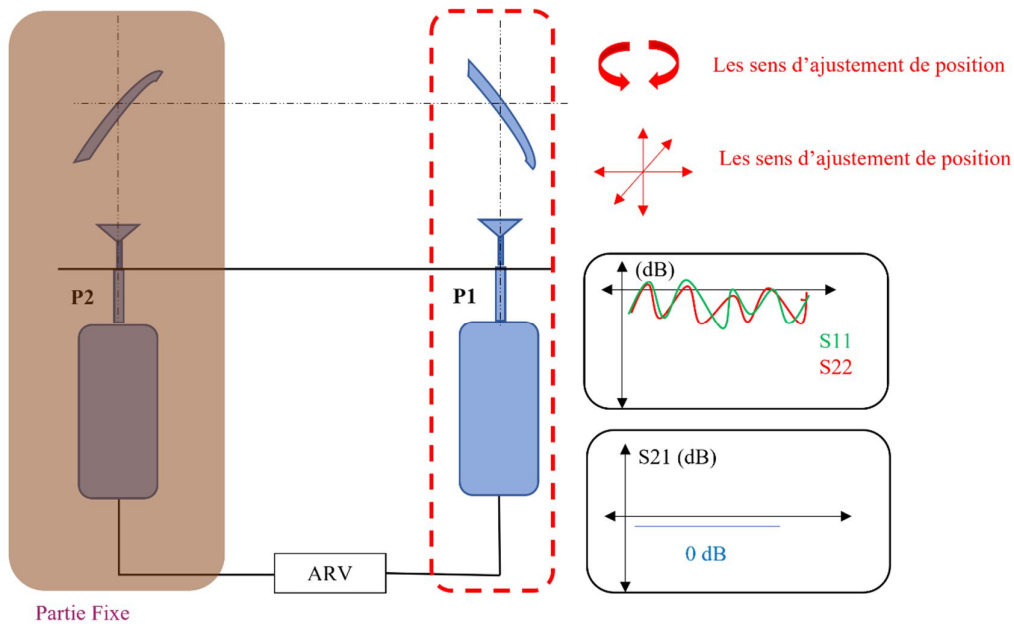 Les sens d'ajustement de position
Les sens d'ajustement de position
P2
P1
(dB)
S11
S22
S21 (dB)
0 dB
ARV
Partie Fixe